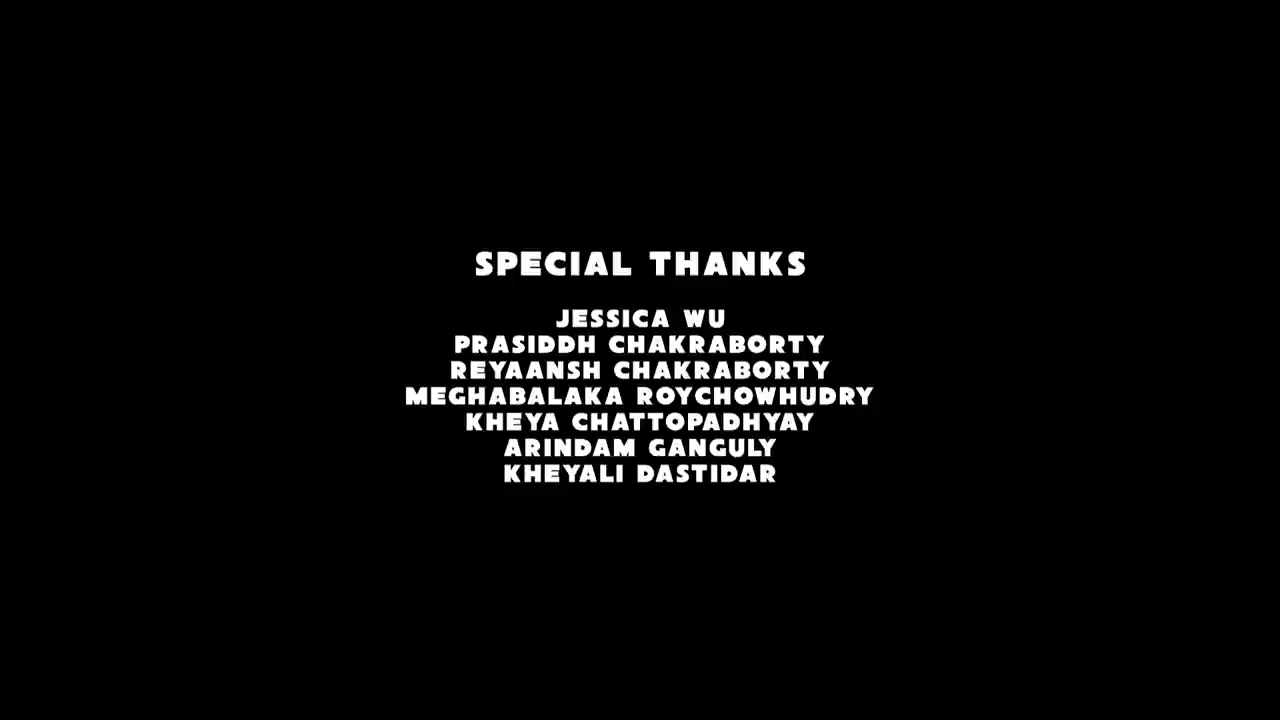 SPECIAL THANKS
JESSICA WU
PRASIDDH CHAKRABORTY
REYAANSH CHAKRABORTY
MEGHABALAKA ROYCHOWHUDRY
KHEYA CHATTOPADHYAY
ARINDAM GANGULY
KHEYALI DASTIDAR